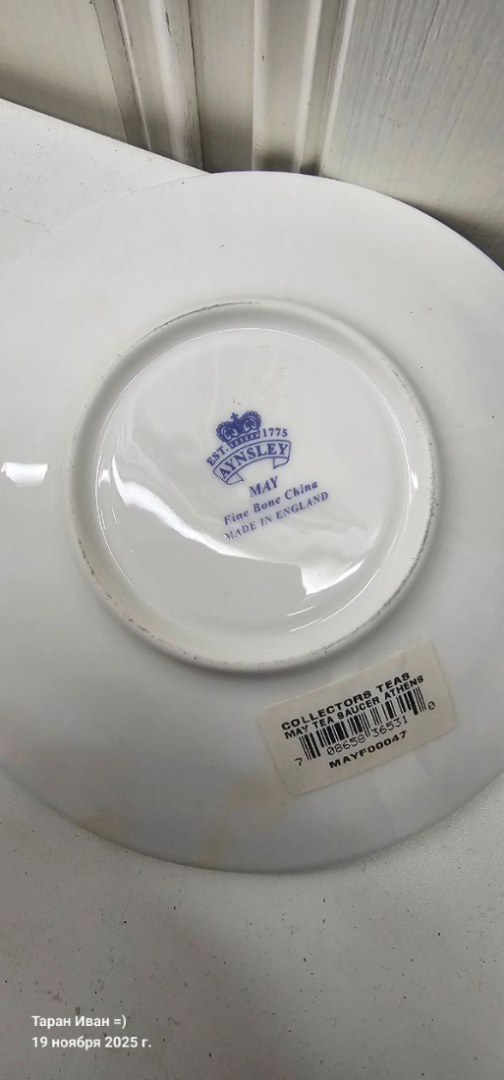 EST. 1775
AYNSLEY
MAY
Fine Bone China
MADE IN ENGLAND
COLLECTORS TEAS
MAY TEA SAUCER ATHENS
7 08658 36531 0
MAYF00047
Таран Иван =)
19 ноября 2025 г.